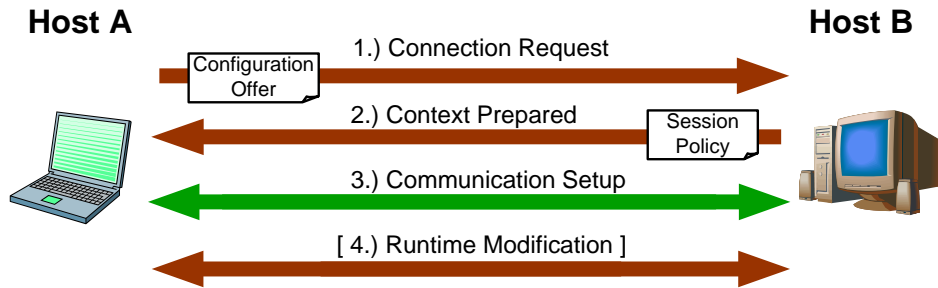 Host A
Host B
1.) Connection Request
Configuration
Offer
2.) Context Prepared
Session
Policy
3.) Communication Setup
[ 4.) Runtime Modification ]